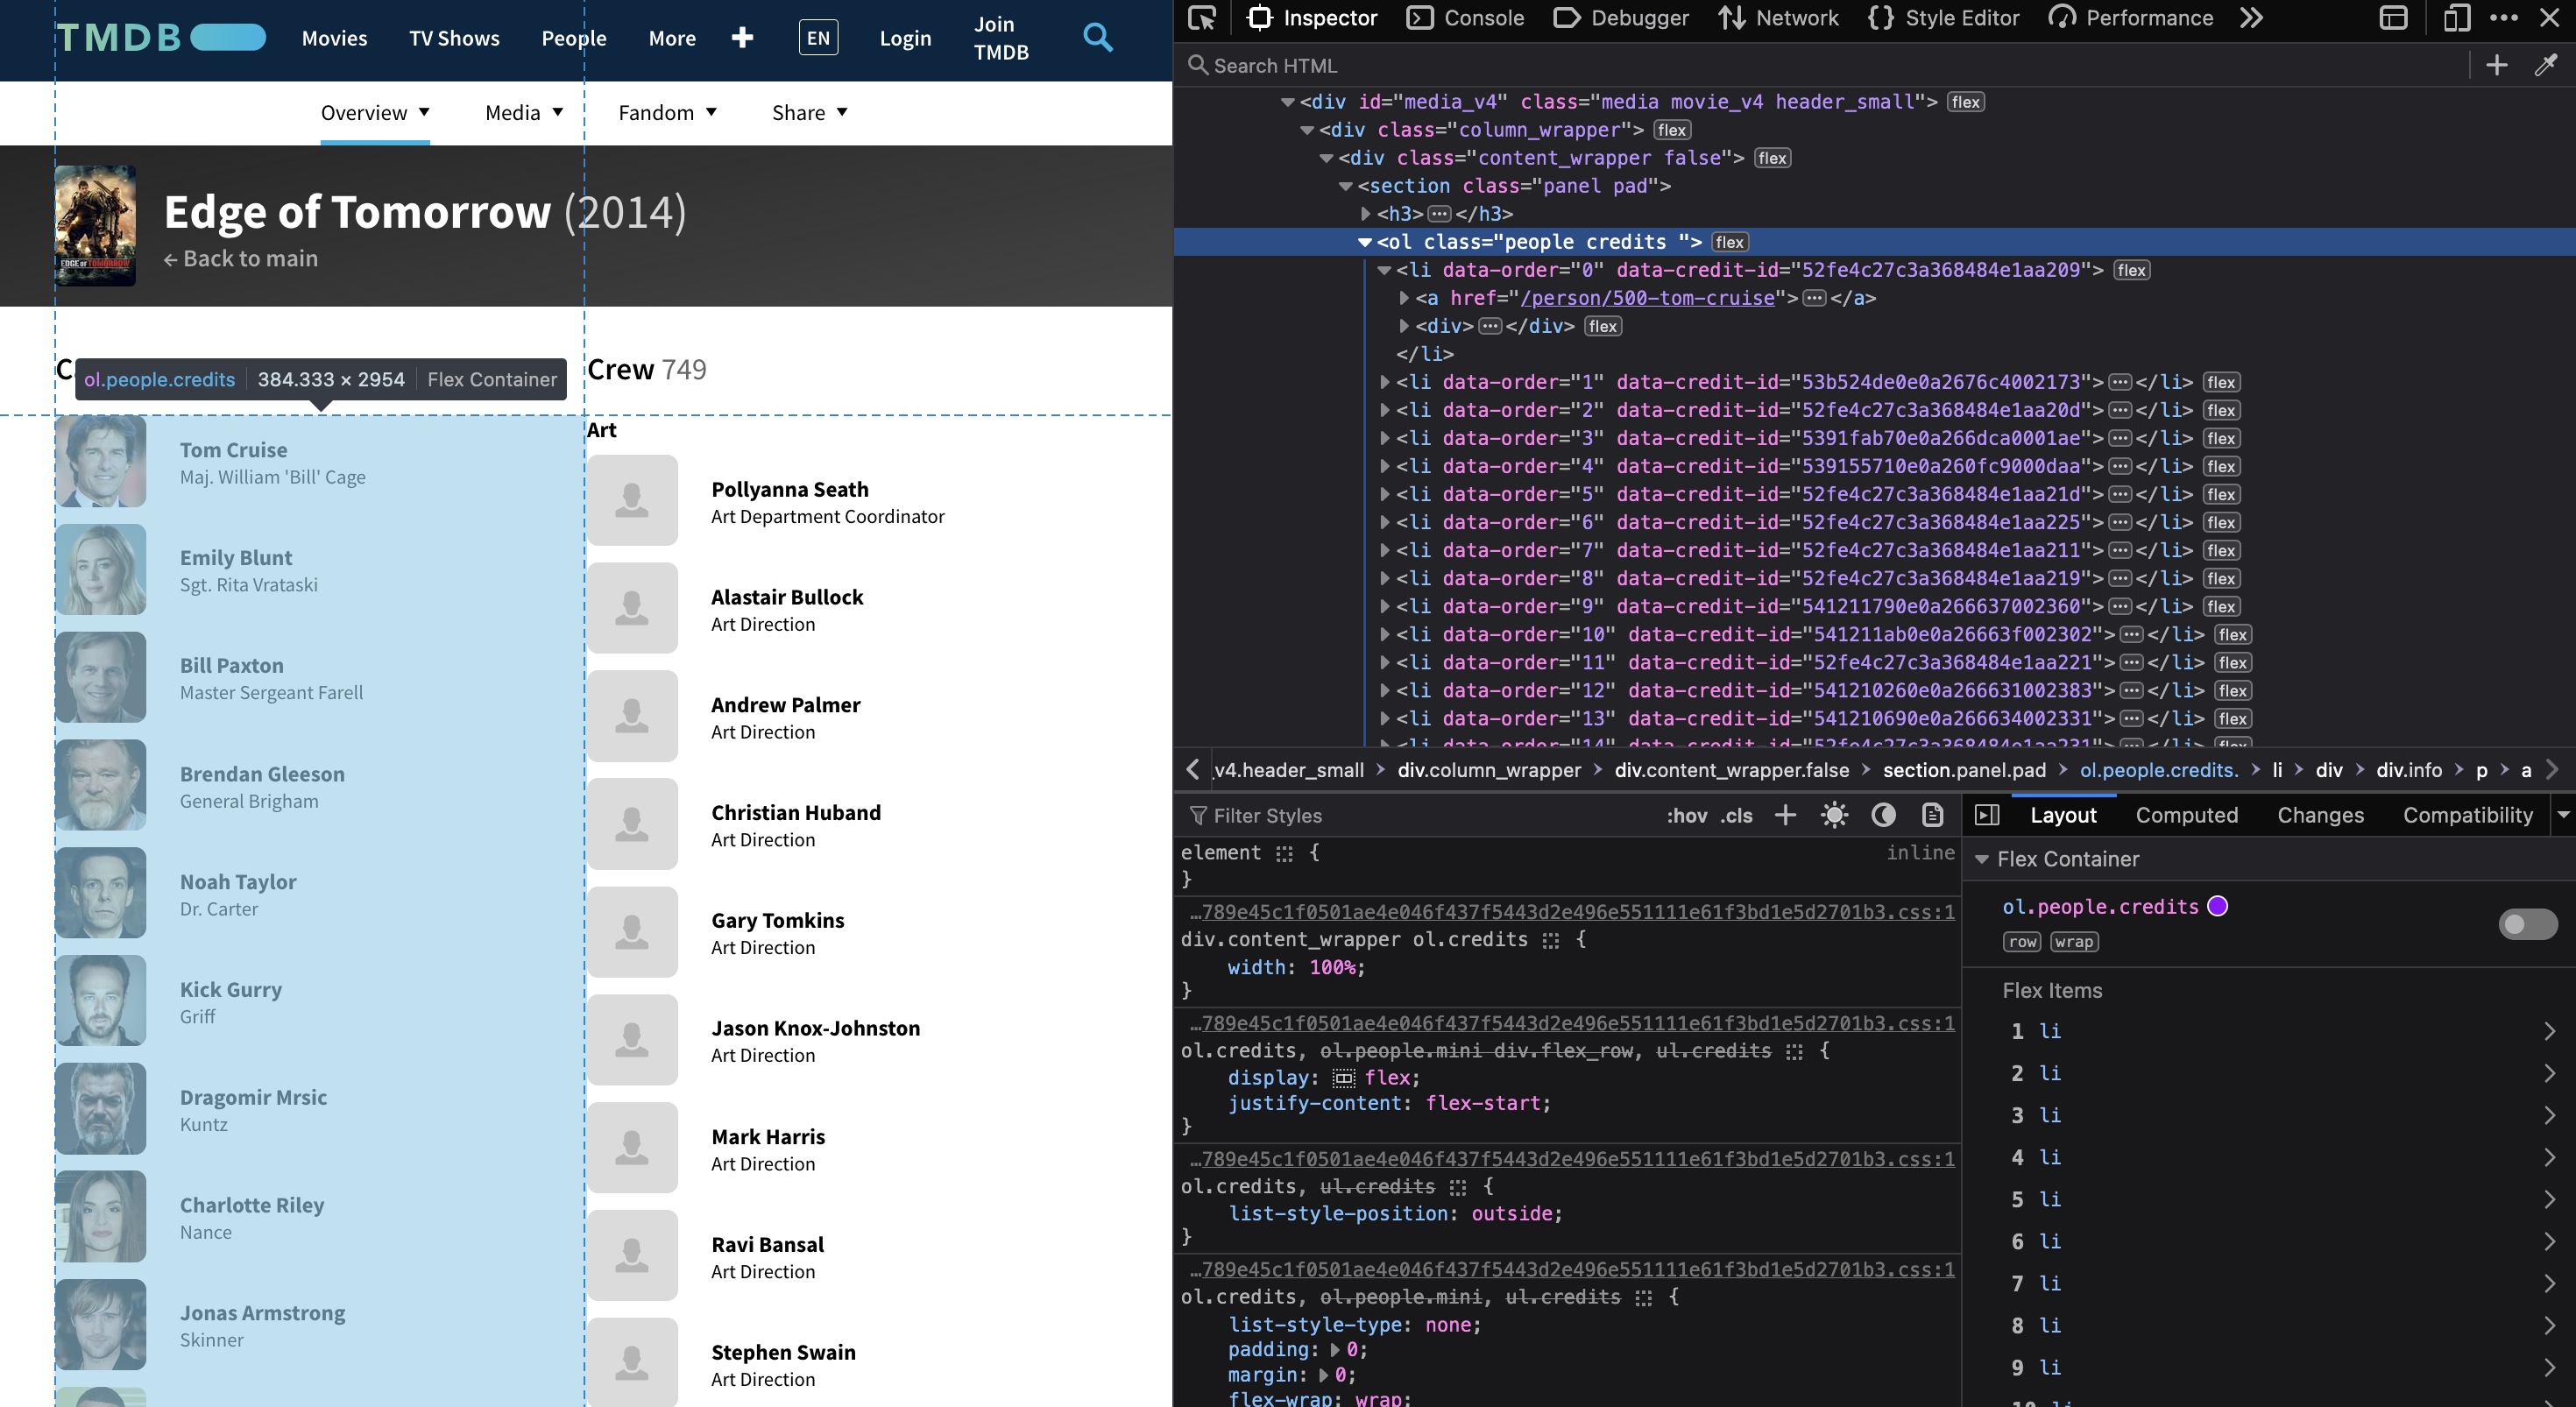 TMDB
Movies TV Shows People More + EN Login Join TMDB
Overview ▼ Media ▼ Fandom ▼ Share ▼
EDGE OF TOMORROW
Edge of Tomorrow (2014)
← Back to main
ol.people.credits 384.333 × 2954 Flex Container
Crew 749
Tom Cruise
Maj. William 'Bill' Cage
Emily Blunt
Sgt. Rita Vrataski
Bill Paxton
Master Sergeant Farell
Brendan Gleeson
General Brigham
Noah Taylor
Dr. Carter
Kick Gurry
Griff
Dragomir Mrsic
Kuntz
Charlotte Riley
Nance
Jonas Armstrong
Skinner
Art
Pollyanna Seath
Art Department Coordinator
Alastair Bullock
Art Direction
Andrew Palmer
Art Direction
Christian Huband
Art Direction
Gary Tomkins
Art Direction
Jason Knox-Johnston
Art Direction
Mark Harris
Art Direction
Ravi Bansal
Art Direction
Stephen Swain
Art Direction
Inspector Console Debugger Network Style Editor Performance
Search HTML
<div id="media_v4" class="media movie_v4 header_small"> flex
<div class="column_wrapper"> flex
<div class="content_wrapper false"> flex
<section class="panel pad">
<h3>···</h3>
<ol class="people credits "> flex
<li data-order="0" data-credit-id="52fe4c27c3a368484e1aa209"> flex
<a href="/person/500-tom-cruise">···</a>
<div>···</div> flex
</li>
<li data-order="1" data-credit-id="53b524de0e0a2676c4002173">···</li> flex
<li data-order="2" data-credit-id="52fe4c27c3a368484e1aa20d">···</li> flex
<li data-order="3" data-credit-id="5391fab70e0a266dca0001ae">···</li> flex
<li data-order="4" data-credit-id="539155710e0a260fc9000daa">···</li> flex
<li data-order="5" data-credit-id="52fe4c27c3a368484e1aa21d">···</li> flex
<li data-order="6" data-credit-id="52fe4c27c3a368484e1aa225">···</li> flex
<li data-order="7" data-credit-id="52fe4c27c3a368484e1aa211">···</li> flex
<li data-order="8" data-credit-id="52fe4c27c3a368484e1aa219">···</li> flex
<li data-order="9" data-credit-id="541211790e0a266637002360">···</li> flex
<li data-order="10" data-credit-id="541211ab0e0a26663f002302">···</li> flex
<li data-order="11" data-credit-id="52fe4c27c3a368484e1aa221">···</li> flex
<li data-order="12" data-credit-id="541210260e0a266631002383">···</li> flex
<li data-order="13" data-credit-id="541210690e0a266634002331">···</li> flex
<li data-order="14" data-credit-id="52fe4c27c3a368484e1aa231">···</li> flex
_v4.header_small > div.column_wrapper > div.content_wrapper.false > section.panel.pad > ol.people.credits. > li > div > div.info > p > a
Filter Styles :hov .cls +
element { inline
}
…789e45c1f0501ae4e046f437f5443d2e496e551111e61f3bd1e5d2701b3.css:1
div.content_wrapper ol.credits {
width: 100%;
}
…789e45c1f0501ae4e046f437f5443d2e496e551111e61f3bd1e5d2701b3.css:1
ol.credits, ol.people.mini div.flex_row, ul.credits {
display: flex;
justify-content: flex-start;
}
…789e45c1f0501ae4e046f437f5443d2e496e551111e61f3bd1e5d2701b3.css:1
ol.credits, ul.credits {
list-style-position: outside;
}
…789e45c1f0501ae4e046f437f5443d2e496e551111e61f3bd1e5d2701b3.css:1
ol.credits, ol.people.mini, ul.credits {
list-style-type: none;
padding: 0;
margin: 0;
flex-wrap: wrap;
Layout Computed Changes Compatibility
Flex Container
ol.people.credits
row wrap
Flex Items
1 li
2 li
3 li
4 li
5 li
6 li
7 li
8 li
9 li
10 li